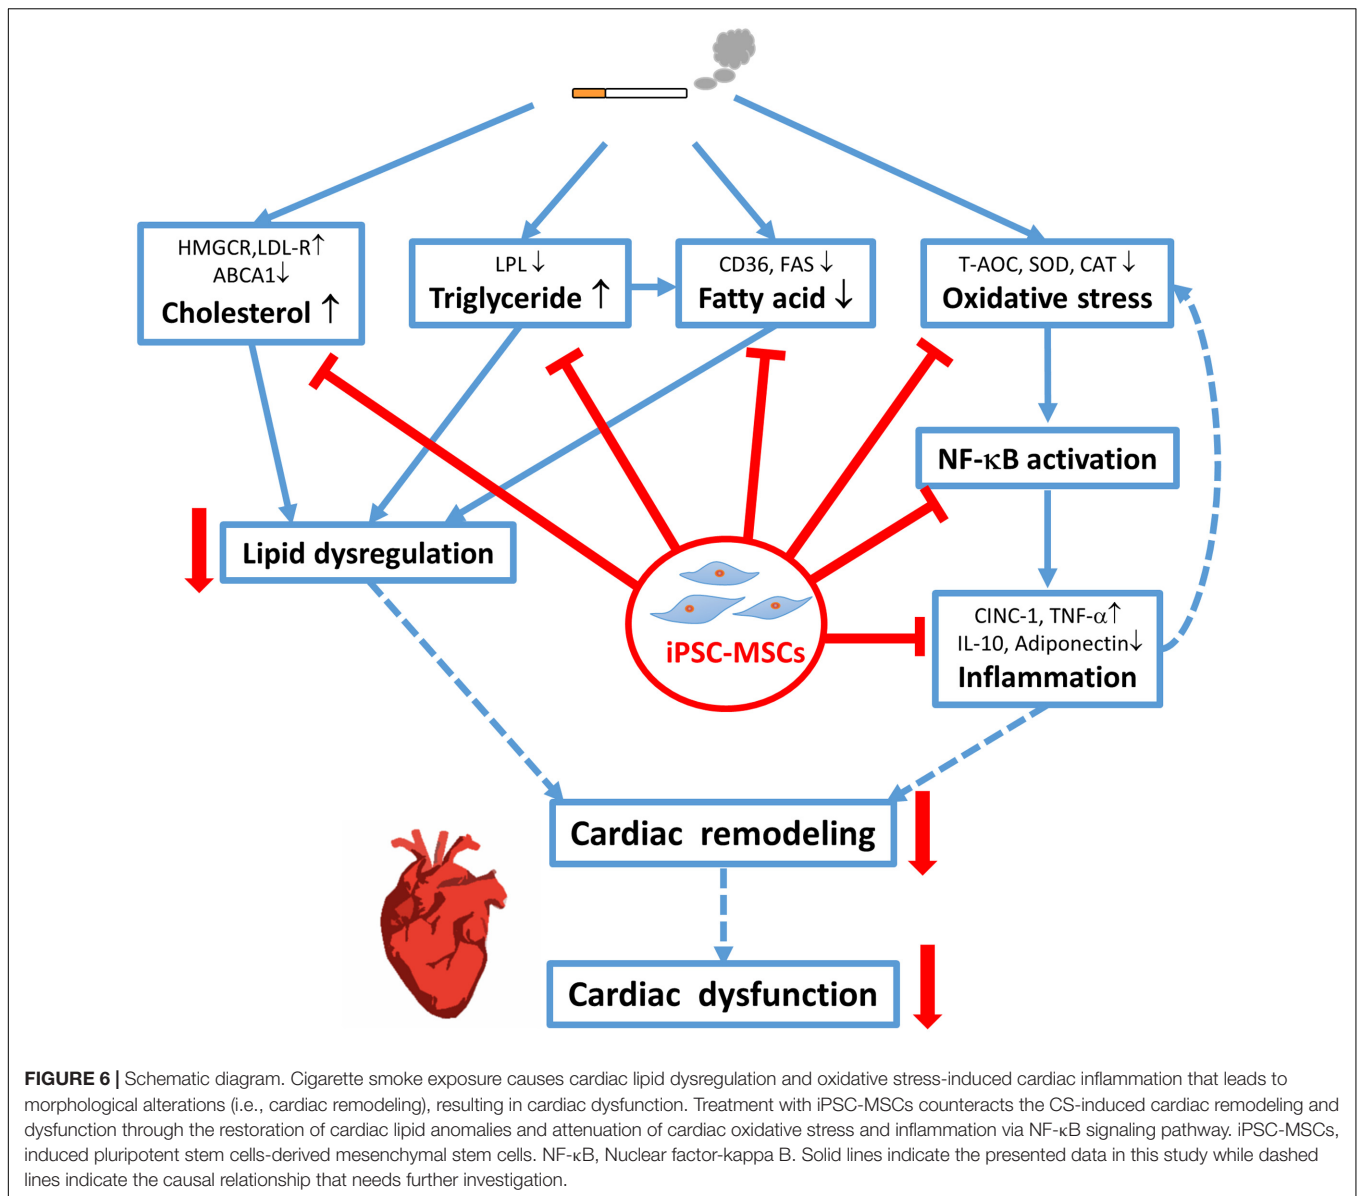 HMGCR,LDL-R↑
ABCA1↓
Cholesterol ↑
LPL ↓
Triglyceride ↑
CD36, FAS ↓
Fatty acid ↓
T-AOC, SOD, CAT ↓
Oxidative stress
NF-κB activation
Lipid dysregulation
iPSC-MSCs
CINC-1, TNF-α↑
IL-10, Adiponectin↓
Inflammation
Cardiac remodeling
Cardiac dysfunction
FIGURE 6 | Schematic diagram. Cigarette smoke exposure causes cardiac lipid dysregulation and oxidative stress-induced cardiac inflammation that leads to
morphological alterations (i.e., cardiac remodeling), resulting in cardiac dysfunction. Treatment with iPSC-MSCs counteracts the CS-induced cardiac remodeling and
dysfunction through the restoration of cardiac lipid anomalies and attenuation of cardiac oxidative stress and inflammation via NF-κB signaling pathway. iPSC-MSCs,
induced pluripotent stem cells-derived mesenchymal stem cells. NF-κB, Nuclear factor-kappa B. Solid lines indicate the presented data in this study while dashed
lines indicate the causal relationship that needs further investigation.